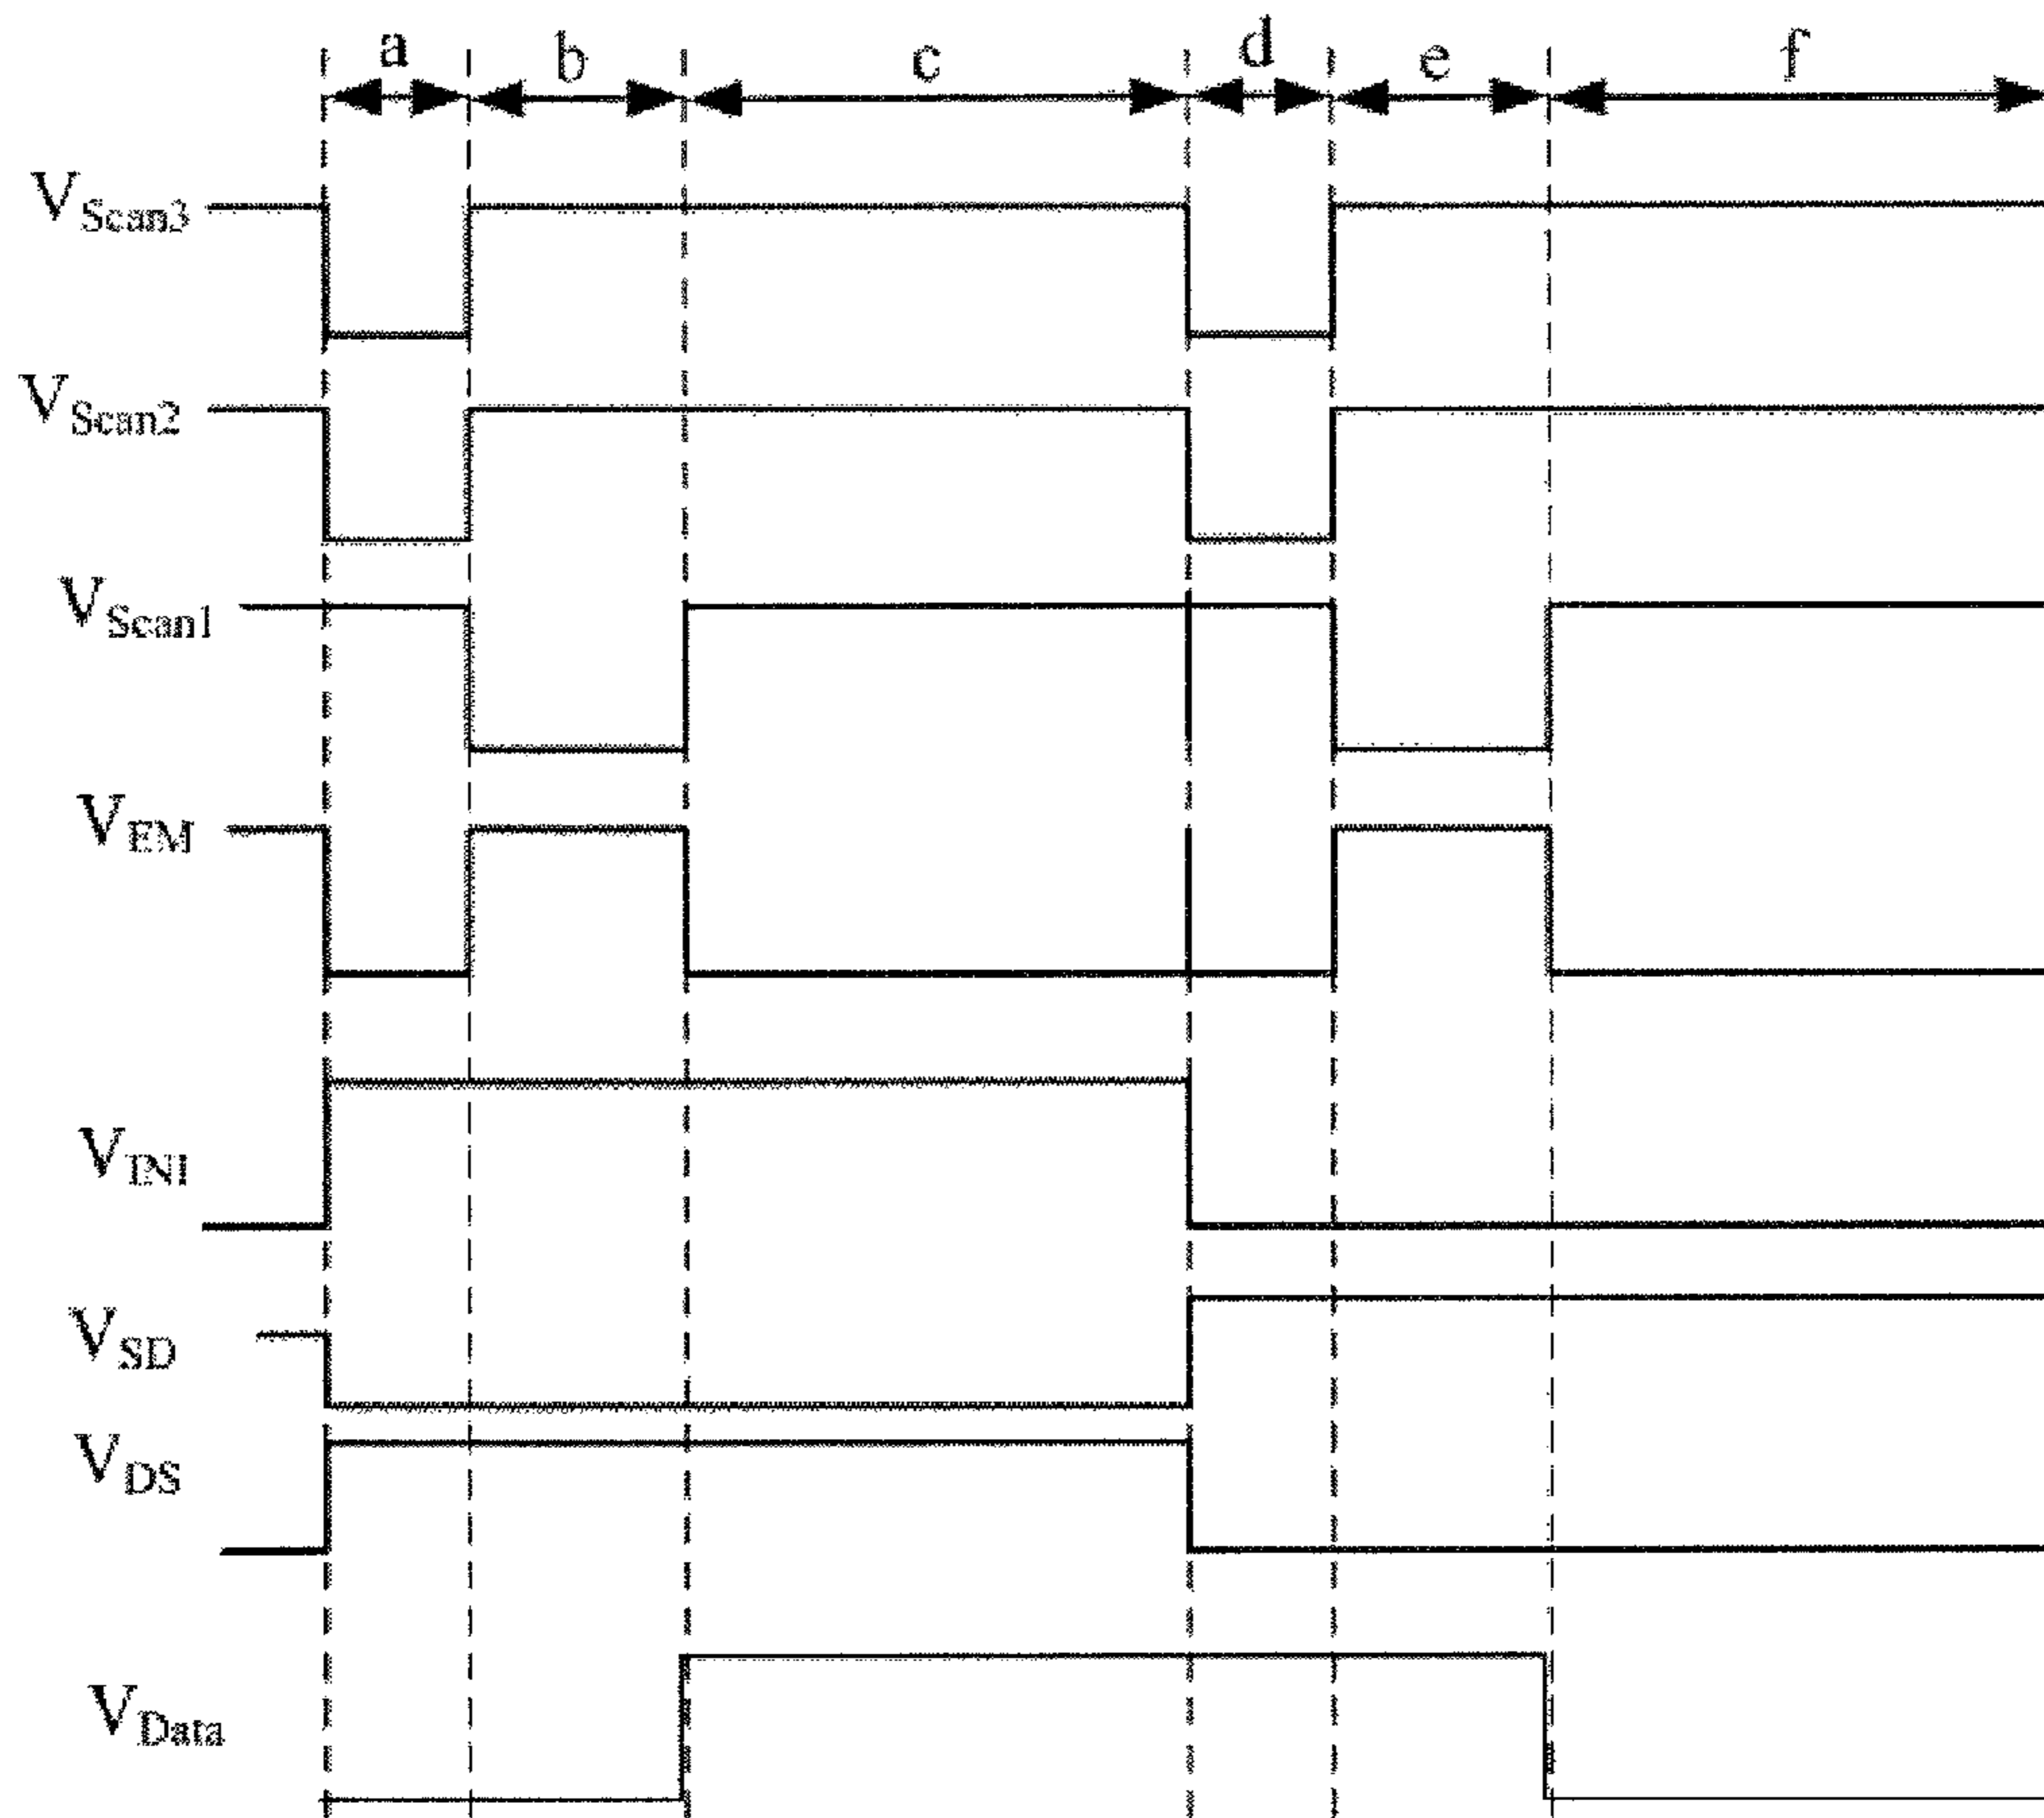 a b c d e f
VScan3
VScan2
VScan1
VEM
VINI
VSD
VDS
VData